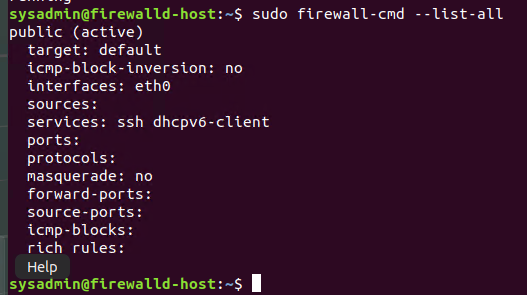 sysadmin@firewalld-host:~$ sudo firewall-cmd --list-all
public (active)
  target: default
  icmp-block-inversion: no
  interfaces: eth0
  sources:
  services: ssh dhcpv6-client
  ports:
  protocols:
  masquerade: no
  forward-ports:
  source-ports:
  icmp-blocks:
  rich rules:
Help
sysadmin@firewalld-host:~$